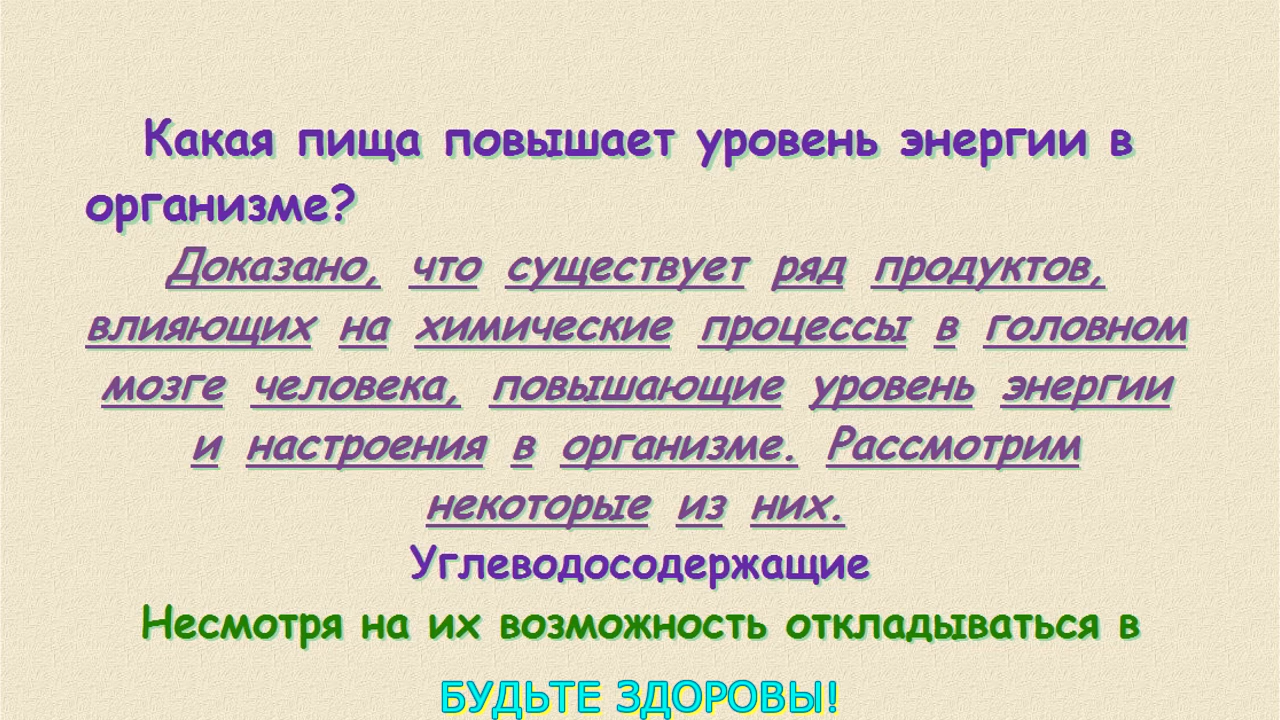 Какая пища повышает уровень энергии в
организме?
Доказано, что существует ряд продуктов,
влияющих на химические процессы в головном
мозге человека, повышающие уровень энергии
и настроения в организме. Рассмотрим
некоторые из них.
Углеводосодержащие
Несмотря на их возможность откладываться в
БУДЬТЕ ЗДОРОВЫ!